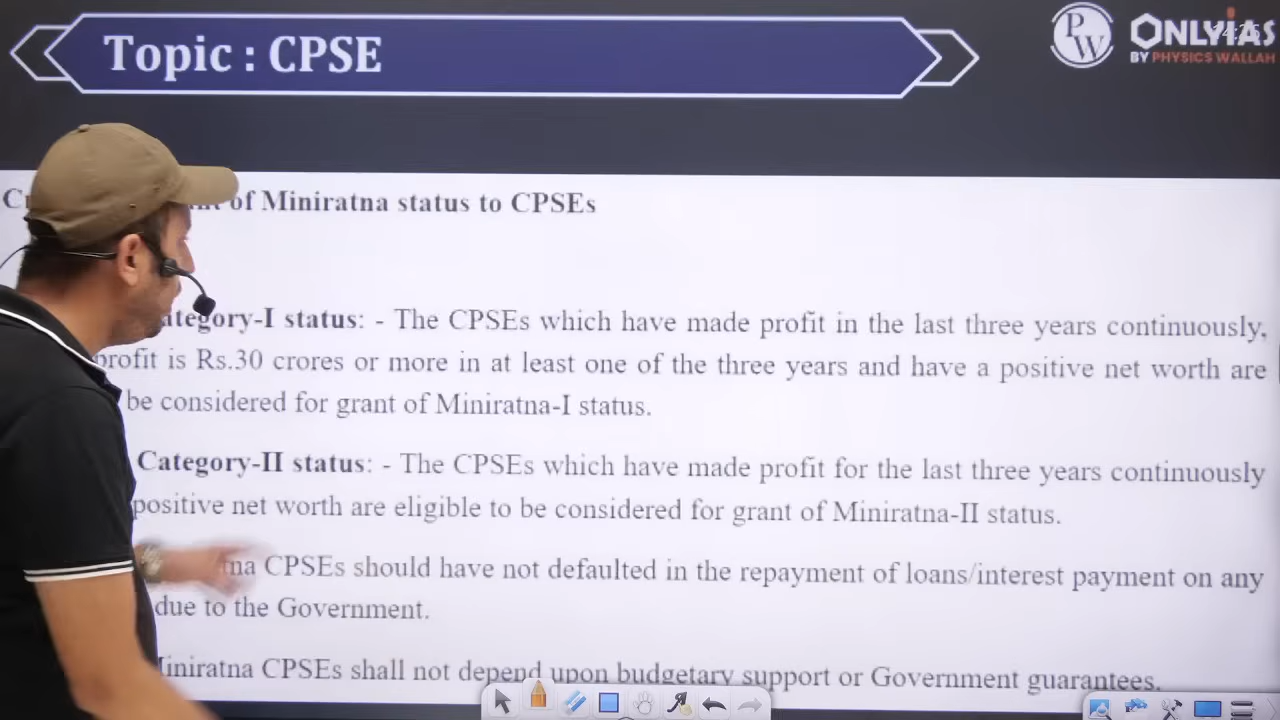 Topic : CPSE
PW
ONLYIAS
BY PHYSICS WALLAH
of Miniratna status to CPSEs
Category-I status: - The CPSEs which have made profit in the last three years continuously,
profit is Rs.30 crores or more in at least one of the three years and have a positive net worth are
be considered for grant of Miniratna-I status.
Category-II status: - The CPSEs which have made profit for the last three years continuously
positive net worth are eligible to be considered for grant of Miniratna-II status.
CPSEs should have not defaulted in the repayment of loans/interest payment on any
due to the Government.
Miniratna CPSEs shall not depend upon budgetary support or Government guarantees.